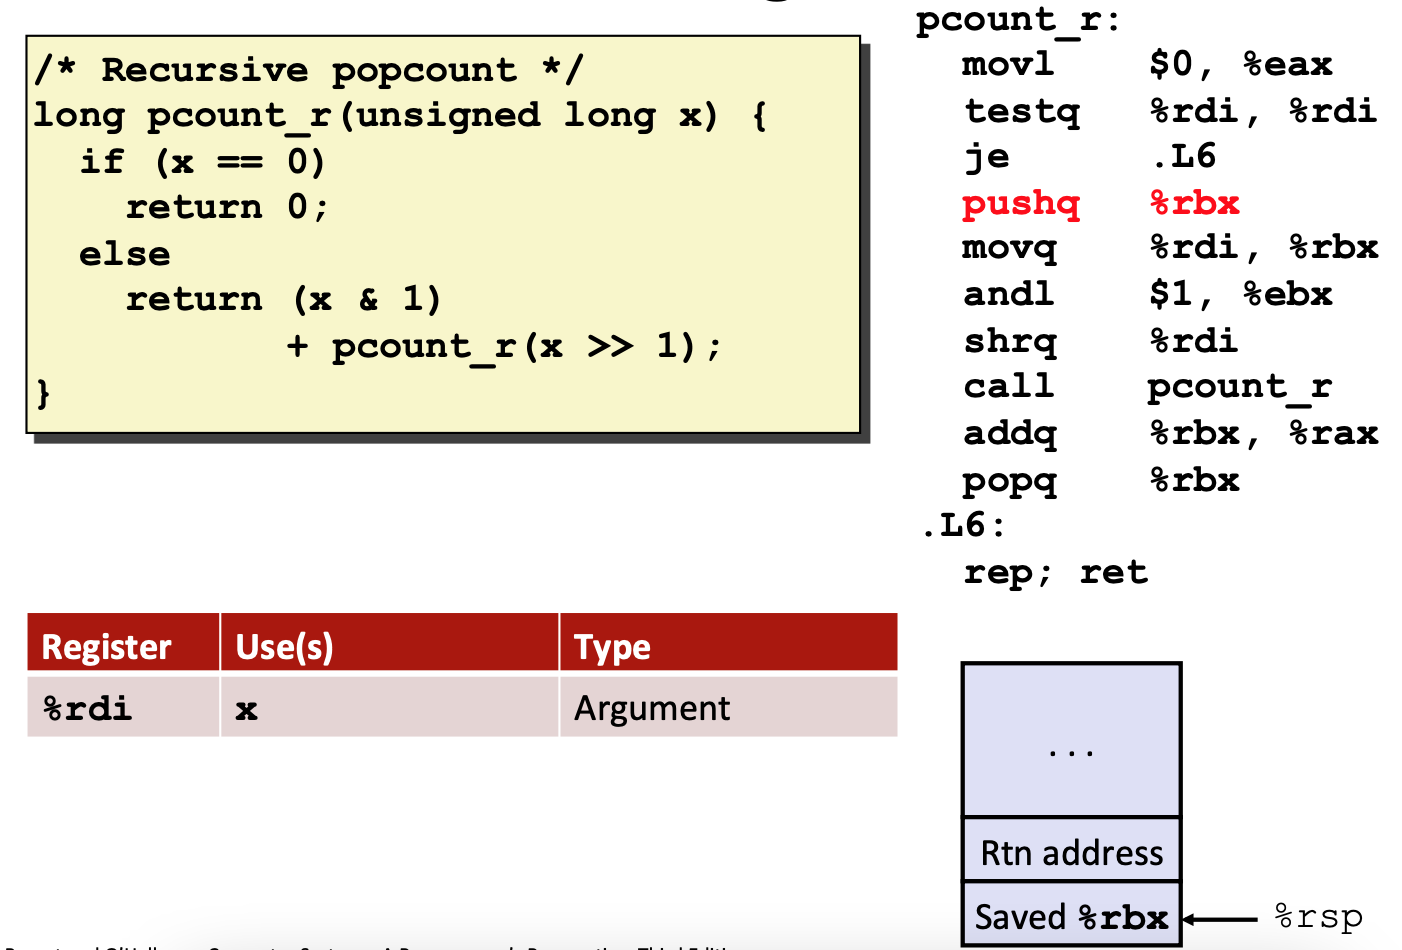 /* Recursive popcount */
long pcount_r(unsigned long x) {
  if (x == 0)
    return 0;
  else
    return (x & 1)
           + pcount_r(x >> 1);
}
pcount_r:
  movl    $0, %eax
  testq   %rdi, %rdi
  je      .L6
  pushq   %rbx
  movq    %rdi, %rbx
  andl    $1, %ebx
  shrq    %rdi
  call    pcount_r
  addq    %rbx, %rax
  popq    %rbx
.L6:
  rep; ret
Register Use(s) Type
%rdi x Argument
...
Rtn address
Saved %rbx %rsp